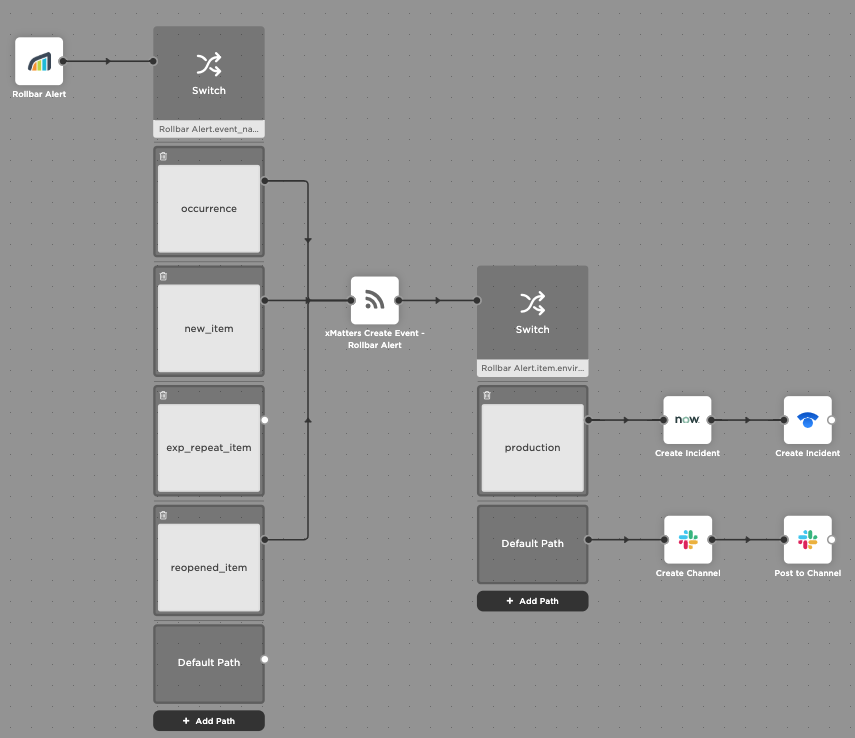 Rollbar Alert
Switch
Rollbar Alert.event_na...
occurrence
new_item
exp_repeat_item
reopened_item
Default Path
+ Add Path
xMatters Create Event -
Rollbar Alert
Switch
Rollbar Alert.item.envir...
production
Default Path
+ Add Path
now
Create Incident
Create Incident
Create Channel
Post to Channel